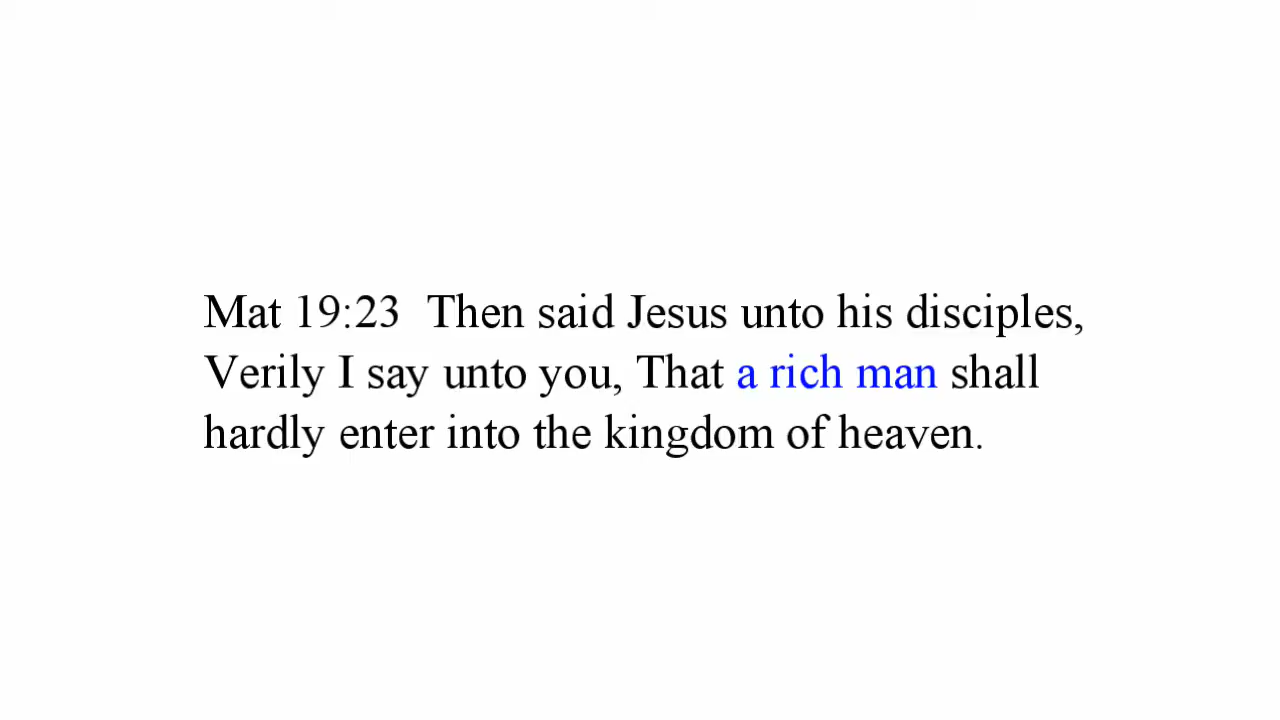 Mat 19:23  Then said Jesus unto his disciples,
Verily I say unto you, That a rich man shall
hardly enter into the kingdom of heaven.